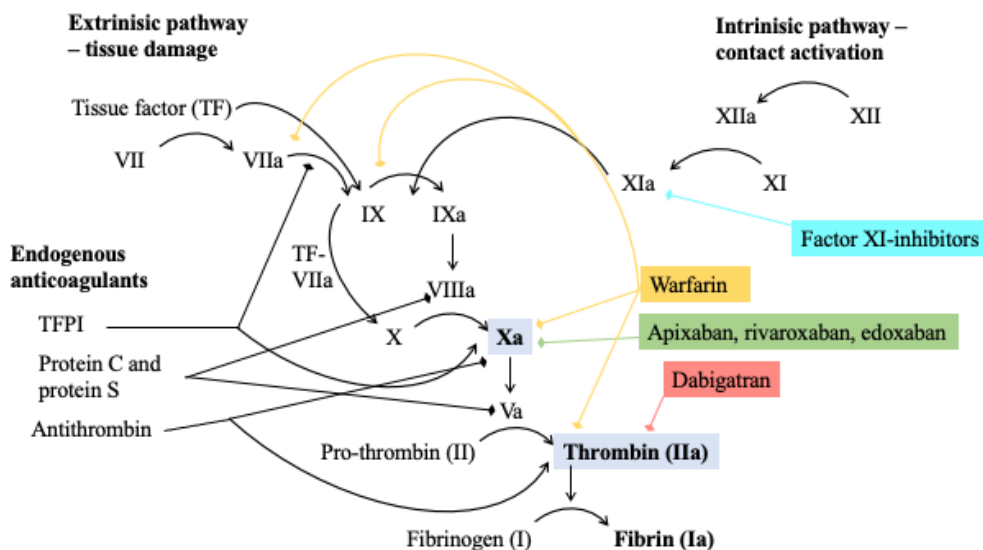 Extrinisic pathway
– tissue damage
Intrinisic pathway –
contact activation
Tissue factor (TF)
XIIa
XII
VII
VIIa
XIa
XI
IX
IXa
Factor XI-inhibitors
Endogenous
anticoagulants
TF-
VIIa
VIIIa
Warfarin
TFPI
X
Xa
Apixaban, rivaroxaban, edoxaban
Protein C and
protein S
Dabigatran
Va
Antithrombin
Pro-thrombin (II)
Thrombin (IIa)
Fibrinogen (I)
Fibrin (Ia)